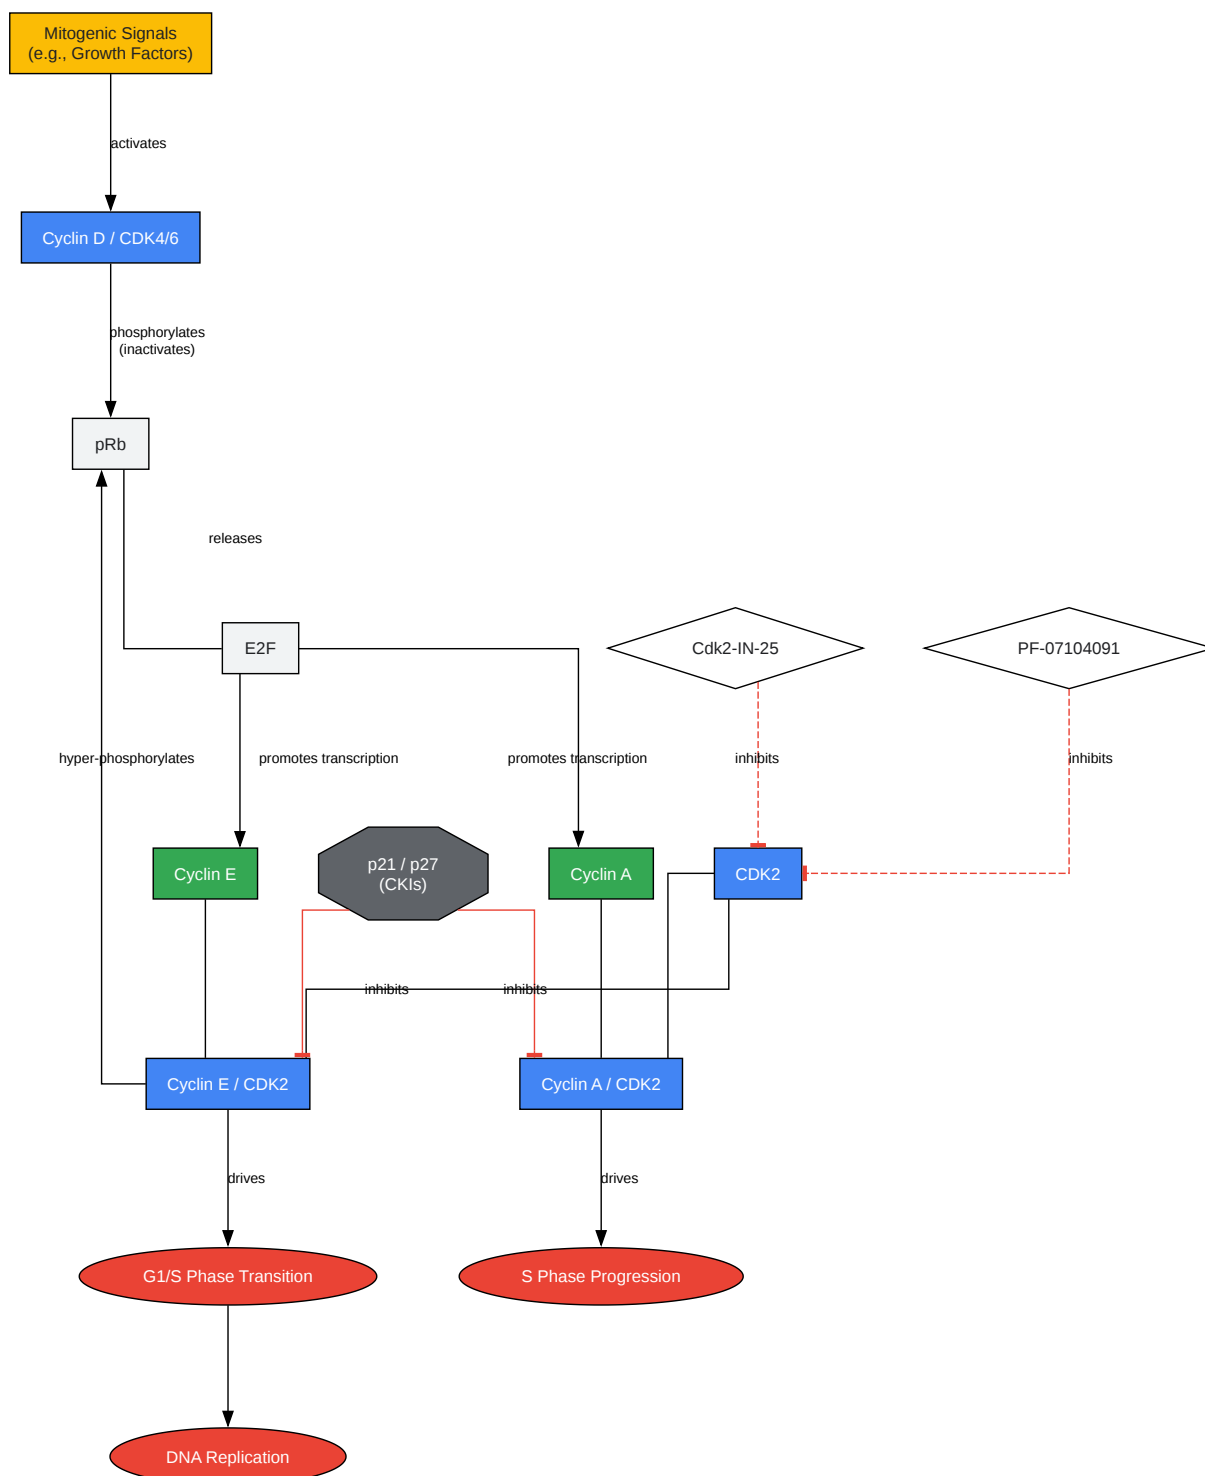 Mitogenic Signals
(e.g., Growth Factors)
activates
Cyclin D / CDK4/6
phosphorylates
(inactivates)
pRb
releases
E2F
Cdk2-IN-25
PF-07104091
hyper-phosphorylates
promotes transcription
promotes transcription
inhibits
inhibits
Cyclin E
p21 / p27
(CKIs)
Cyclin A
CDK2
inhibits
inhibits
Cyclin E / CDK2
Cyclin A / CDK2
drives
drives
G1/S Phase Transition
S Phase Progression
DNA Replication